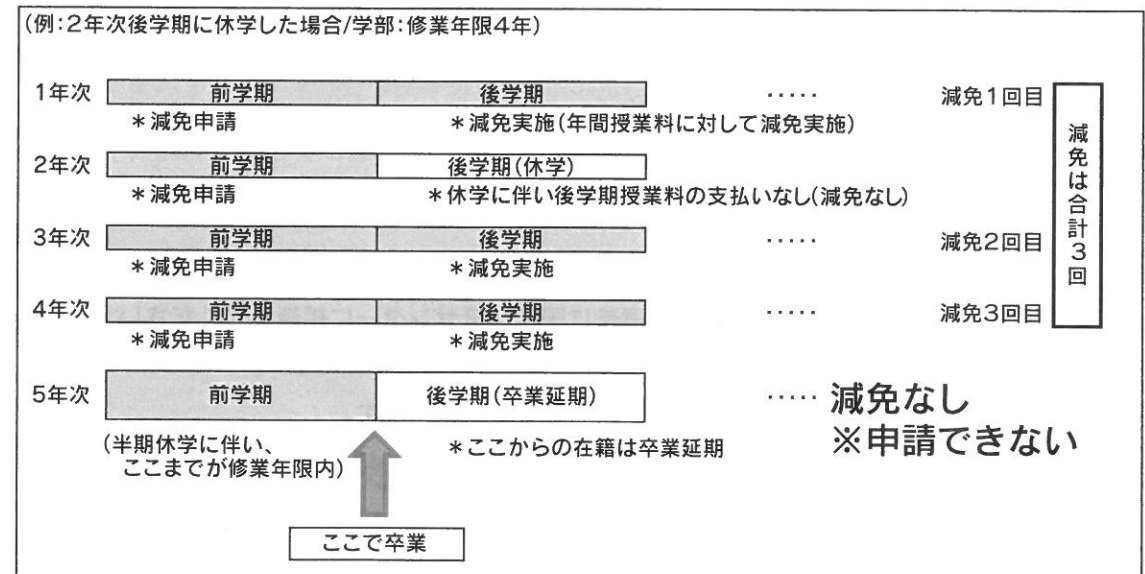 (例:2年次後学期に休学した場合/学部:修業年限4年)
1年次 前学期 後学期 ····· 減免1回目
*減免申請 *減免実施(年間授業料に対して減免実施)
2年次 前学期 後学期(休学)
*減免申請 *休学に伴い後学期授業料の支払いなし(減免なし)
3年次 前学期 後学期 ····· 減免2回目
*減免申請 *減免実施
4年次 前学期 後学期 ····· 減免3回目
*減免申請 *減免実施
減免は合計3回
5年次 前学期 後学期(卒業延期) ····· 減免なし
※申請できない
(半期休学に伴い、
ここまでが修業年限内)
*ここからの在籍は卒業延期
ここで卒業